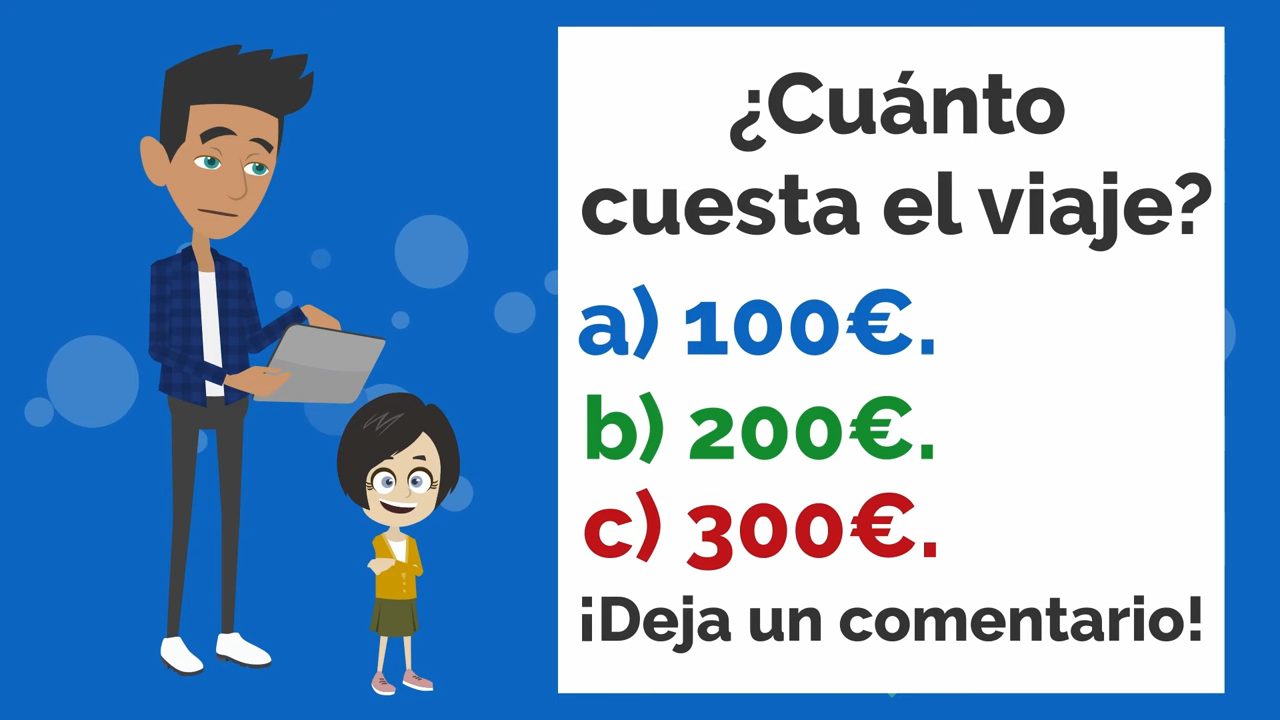 ¿Cuánto
cuesta el viaje?
a) 100€.
b) 200€.
c) 300€.
¡Deja un comentario!